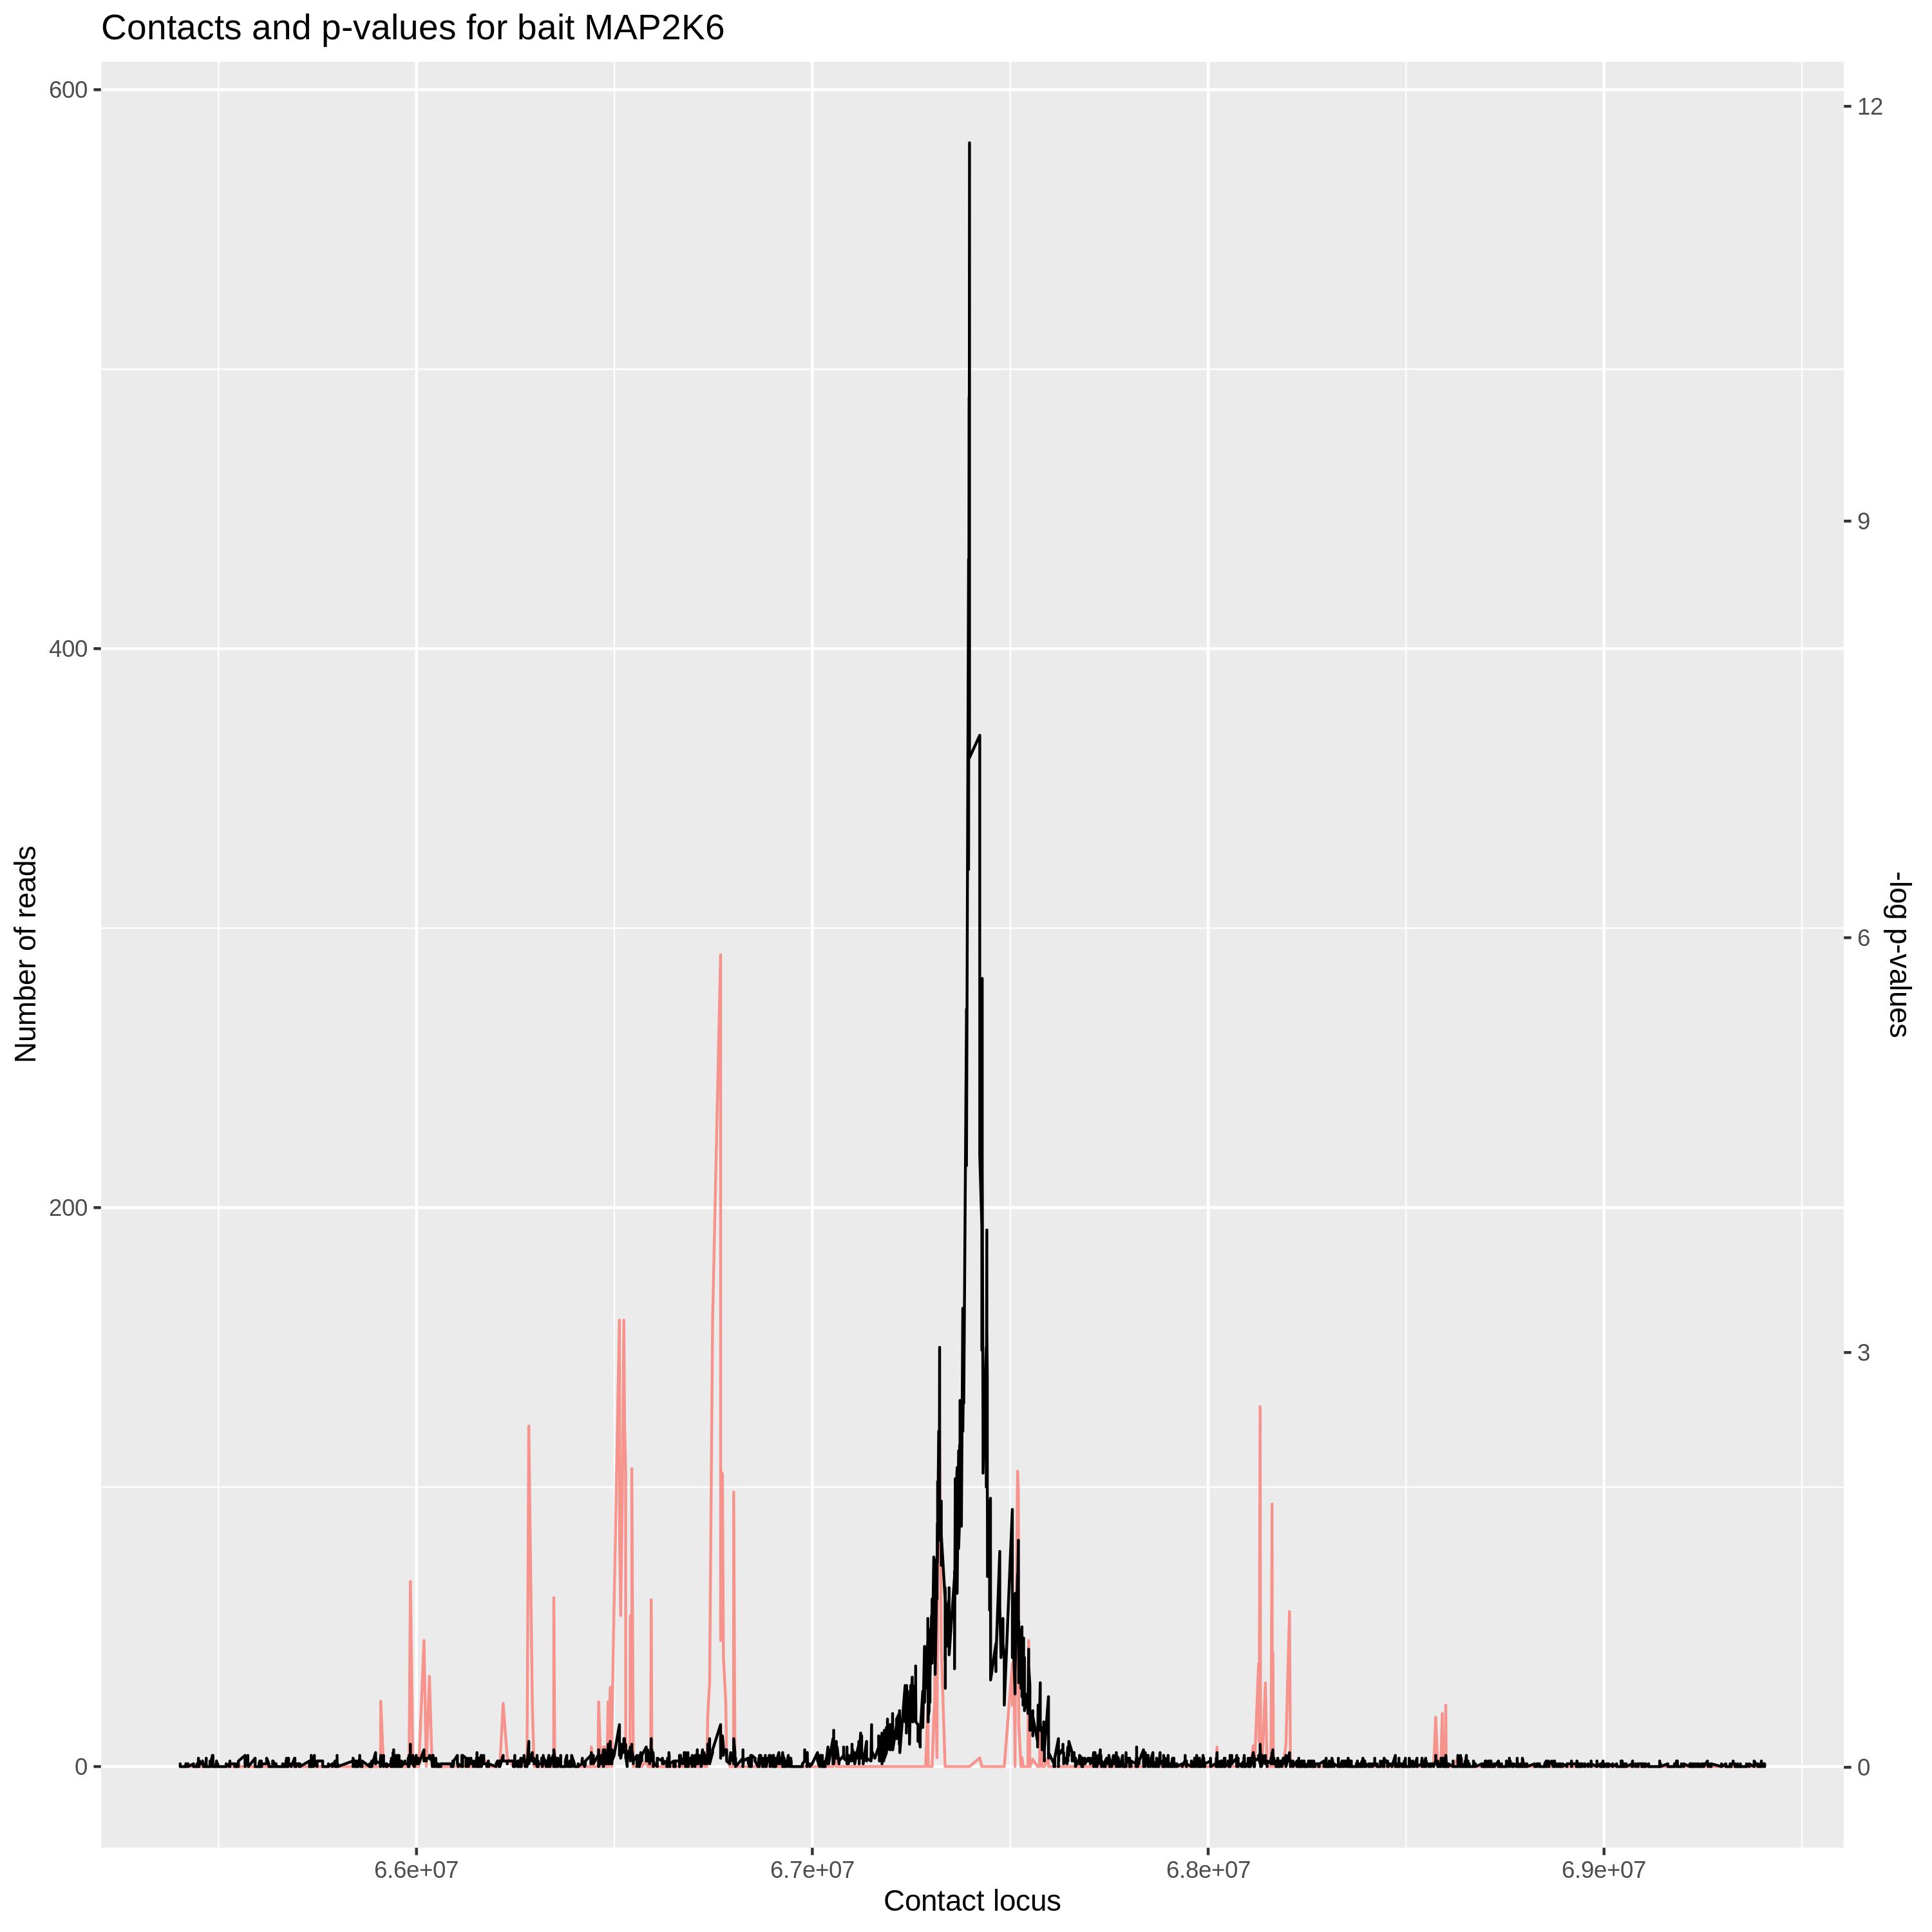 Contacts and p-values for bait MAP2K6
600
400
200
0
12
9
6
3
0
Number of reads
-log p-values
6.6e+07
6.7e+07
6.8e+07
6.9e+07
Contact locus